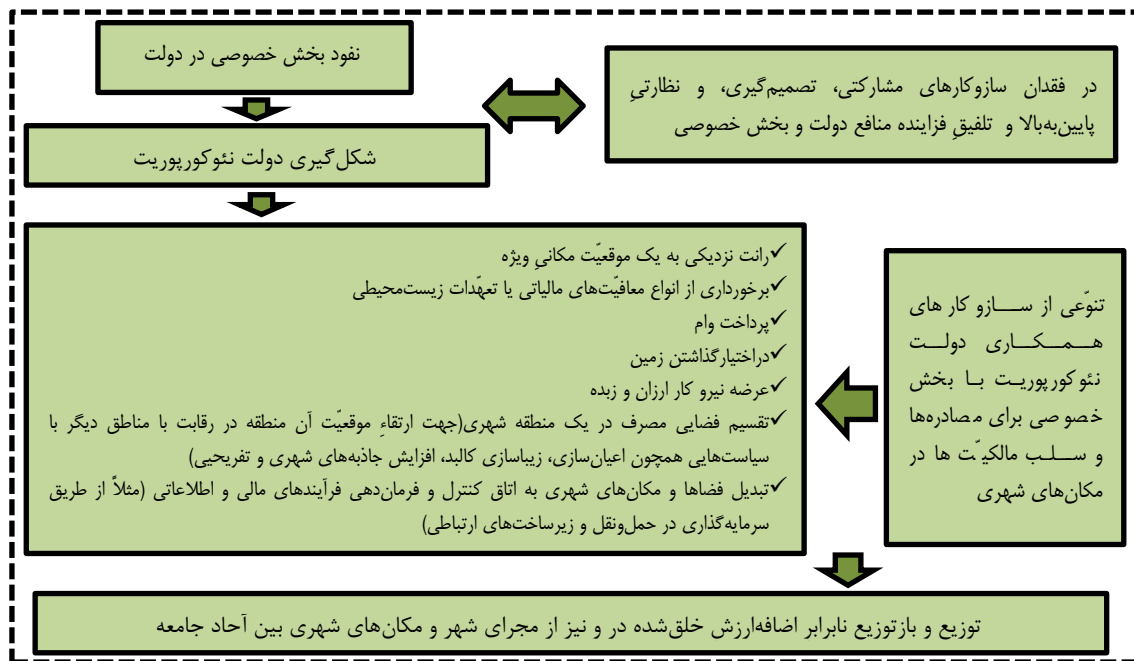 نفود بخش خصوصی در دولت
در فقدان سازوکارهای مشارکتی، تصمیم‌گیری، و نظارتیِ
پایین‌به‌بالا و تلفیقِ فزاینده منافع دولت و بخش خصوصی
شکل‌گیری دولت نئوکورپوریت
✓رانت نزدیکی به یک موقعیّت مکانیِ ویژه
✓برخورداری از انواع معافیّت‌های مالیاتی یا تعهّدات زیست‌محیطی
✓پرداخت وام
✓دراختیارگذاشتن زمین
✓عرضه نیرو کار ارزان و زبده
✓تقسیم فضایی مصرف در یک منطقه شهری(جهت ارتقاءِ موقعیّت آن منطقه در رقابت با مناطق دیگر با
سیاست‌هایی همچون اعیان‌سازی، زیباسازی کالبد، افزایش جاذبه‌های شهری و تفریحیی)
✓تبدیل فضاها و مکان‌های شهری به اتاق کنترل و فرمان‌دهی فرآیندهای مالی و اطلاعاتی (مثلاً از طریق
سرمایه‌گذاری در حمل‌ونقل و زیرساخت‌های ارتباطی)
تنوّعی از سازو کار های
همکاری دولت
نئوکورپوریت با بخش
خصوصی برای مصادره‌ها
و سلب مالکیّت ها در
مکان‌های شهری
توزیع و بازتوزیع نابرابر اضافه‌ارزش خلق‌شده در و نیز از مجرای شهر و مکان‌های شهری بین آحاد جامعه